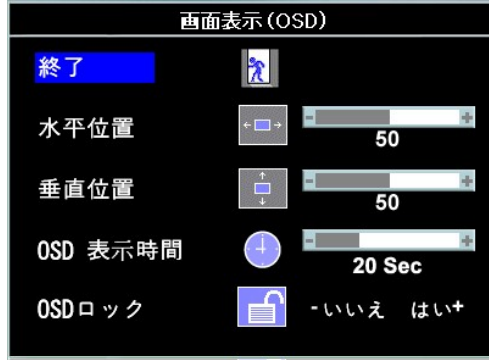 画面表示(OSD)
終了
水平位置 - +
50
垂直位置 - +
50
OSD 表示時間 - +
20 Sec
OSDロック -いいえ はい+